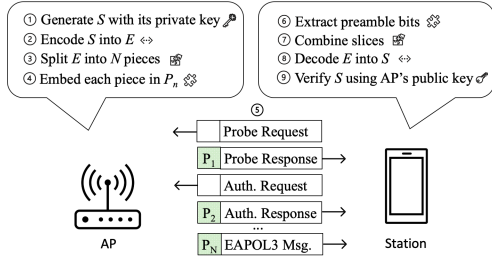 ① Generate S with its private key
② Encode S into E <··>
③ Split E into N pieces
④ Embed each piece in Pn
⑥ Extract preamble bits
⑦ Combine slices
⑧ Decode E into S <··>
⑨ Verify S using AP's public key
⑤
Probe Request
P1 Probe Response
Auth. Request
P2 Auth. Response
...
PN EAPOL3 Msg.
AP
Station